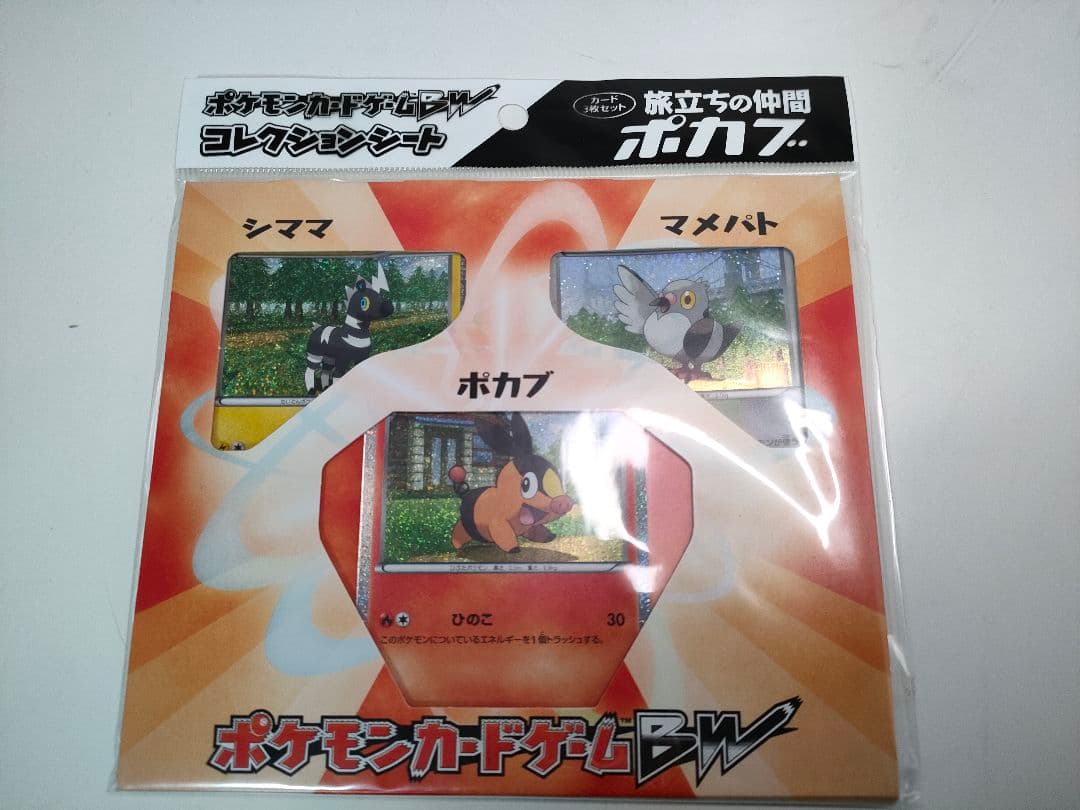 ポケモンカードゲームBW
コレクションシート
カード
3枚セット
旅立ちの仲間
ポカブ
シママ
マメパト
ポカブ
ひのこ 30
このポケモンについているエネルギーを1個トラッシュする。
ポケモンカードゲームBW